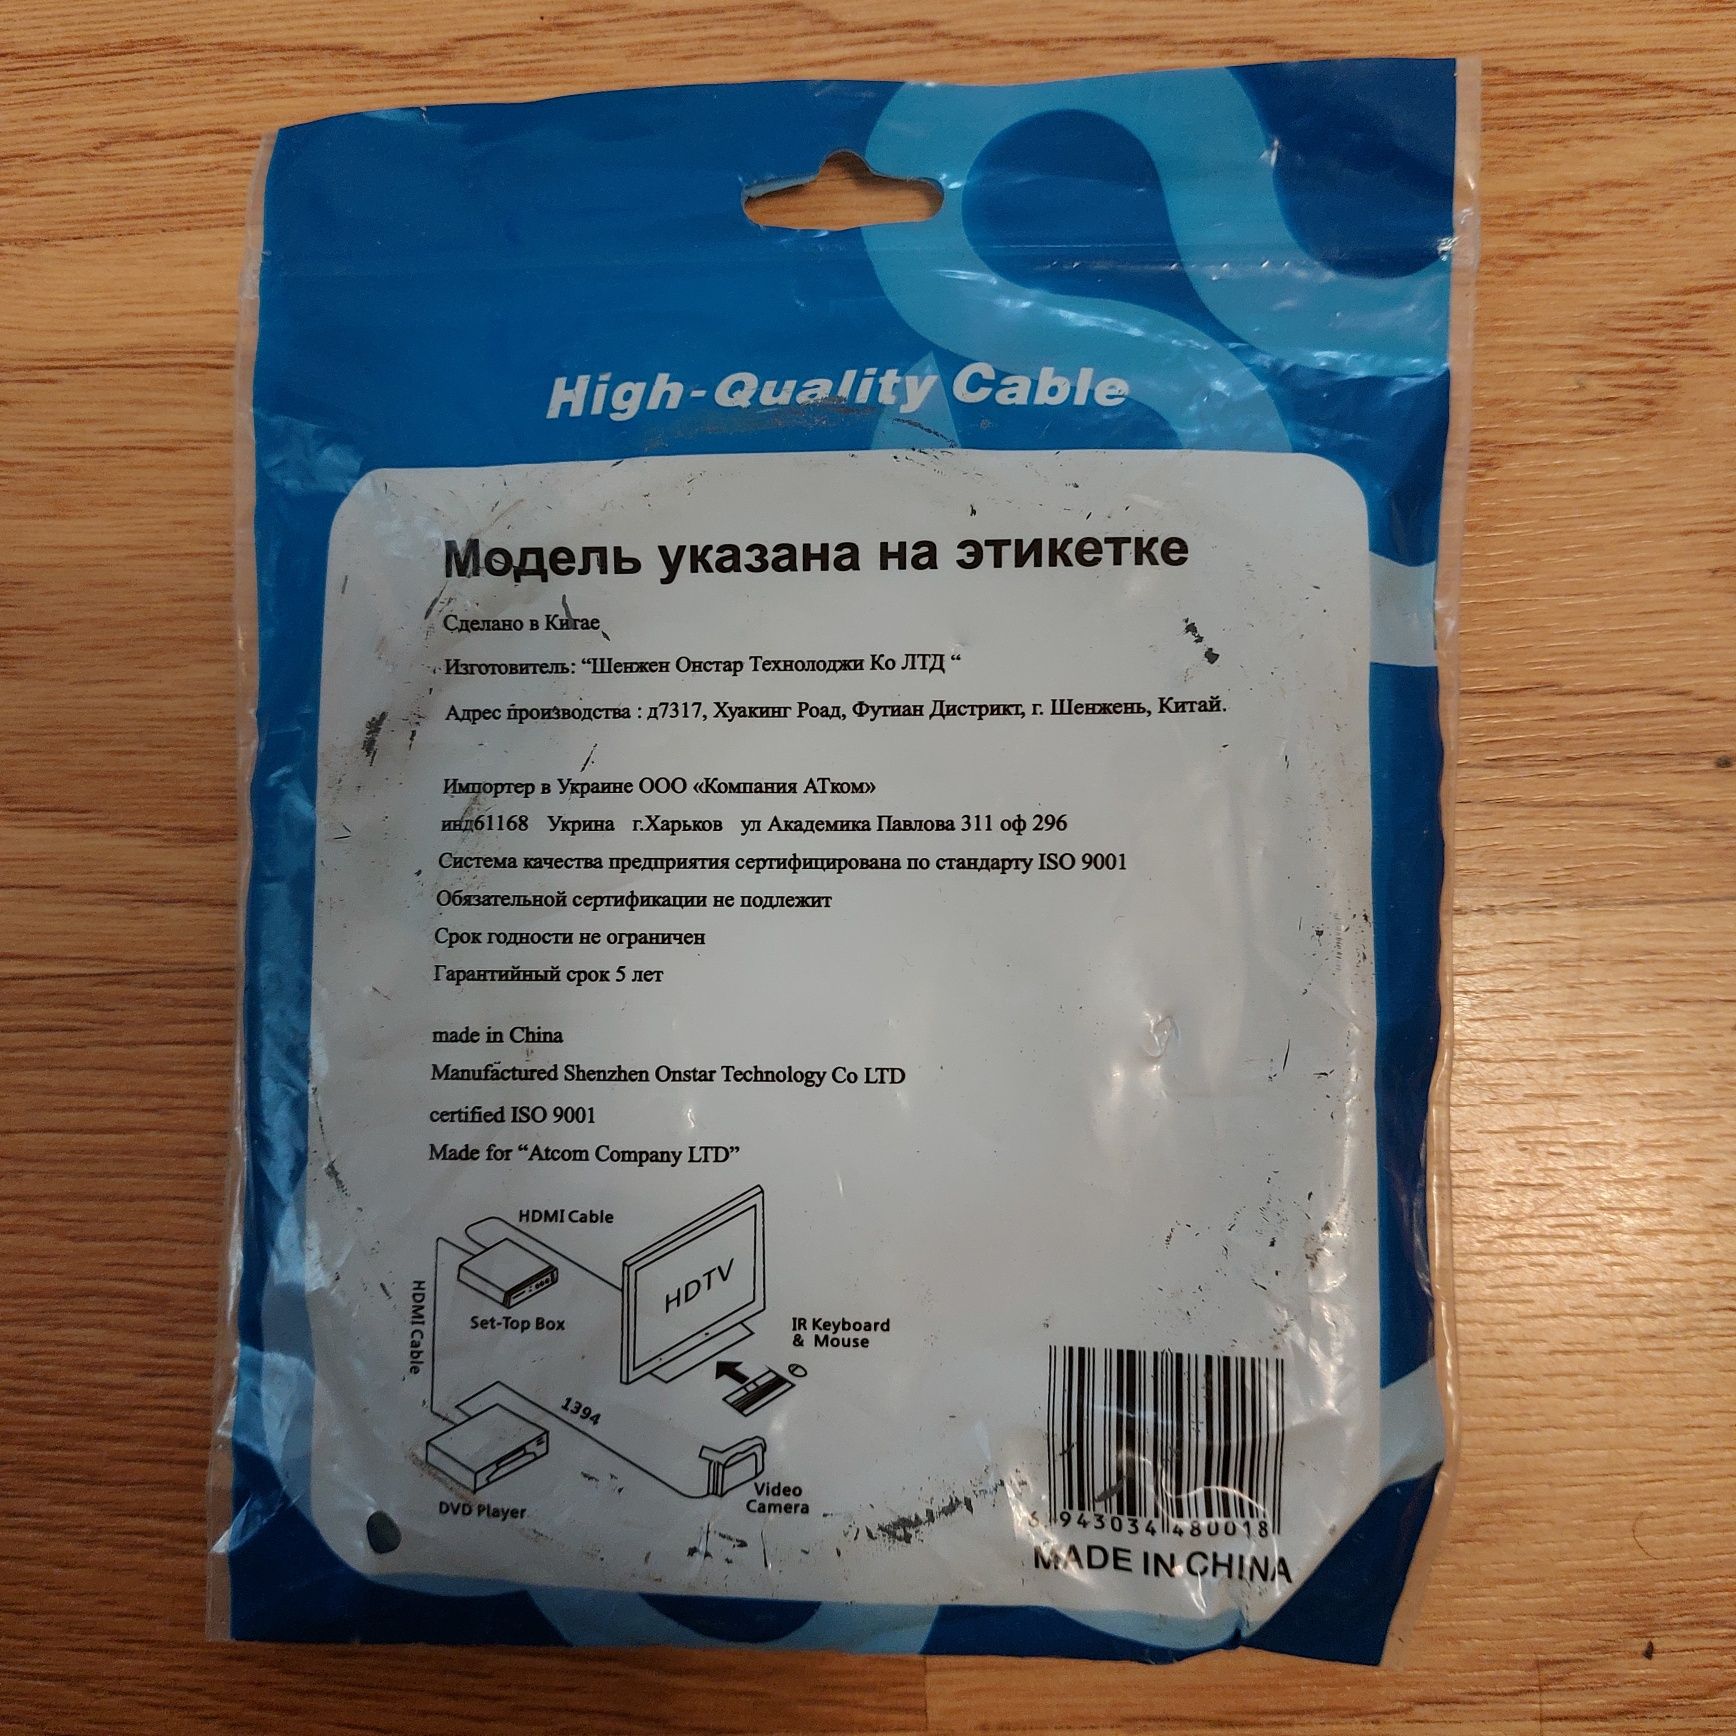 High-Quality Cable
Модель указана на этикетке
Сделано в Китае
Изготовитель: “Шенжен Онстар Технолоджи Ко ЛТД “
Адрес производства : д7317, Хуакинг Роад, Футиан Дистрикт, г. Шенжень, Китай.
Импортер в Украине ООО «Компания АТком»
инд61168 Укрина г.Харьков ул Академика Павлова 311 оф 296
Система качества предприятия сертифицирована по стандарту ISO 9001
Обязательной сертификации не подлежит
Срок годности не ограничен
Гарантийный срок 5 лет
made in China
Manufactured Shenzhen Onstar Technology Co LTD
certified ISO 9001
Made for “Atcom Company LTD”
HDMI Cable
HDTV
HDMI Cable
Set-Top Box
IR Keyboard
& Mouse
1394
DVD Player
Video
Camera
6 943034 480018
MADE IN CHINA